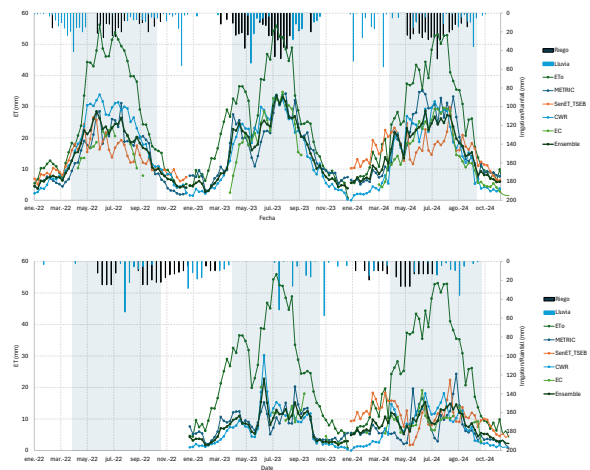 60
50
40
30
20
10
0
ET (mm)
0
20
40
60
80
100
120
140
160
180
200
Irrigation/Rainfall (mm)
ene.-22 mar.-22 may.-22 jul.-22 sep.-22 nov.-22 ene.-23 mar.-23 may.-23 jul.-23 sep.-23 nov.-23 ene.-24 mar.-24 may.-24 jul.-24 ago.-24 oct.-24
Fecha
Riego
Lluvia
ETo
METRIC
SenET_TSEB
CWR
EC
Ensemble
60
50
40
30
20
10
0
ET (mm)
0
20
40
60
80
100
120
140
160
180
200
Irrigation/Rainfall (mm)
ene.-22 mar.-22 may.-22 jul.-22 sep.-22 nov.-22 ene.-23 mar.-23 may.-23 jul.-23 sep.-23 nov.-23 ene.-24 mar.-24 may.-24 jul.-24 ago.-24 oct.-24
Date
Riego
Lluvia
ETo
METRIC
SenET_TSEB
CWR
EC
Ensemble